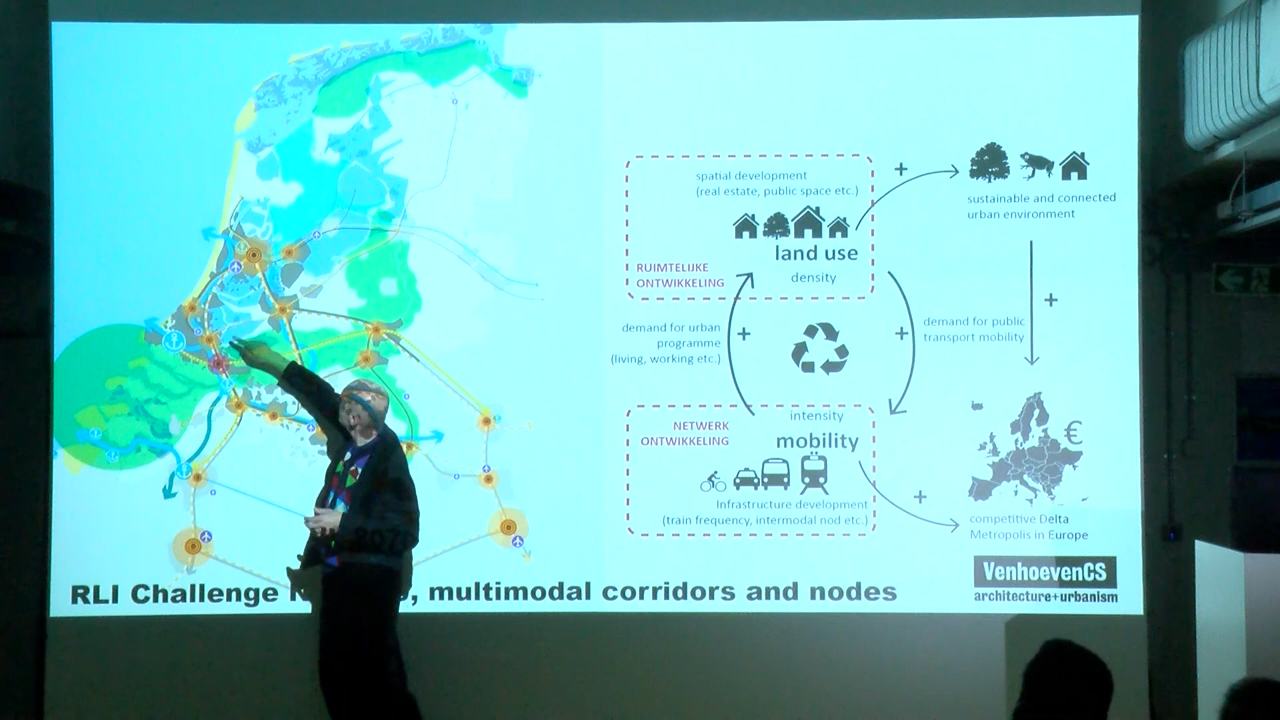 spatial development
(real estate, public space etc.)
land use
density
RUIMTELIJKE
ONTWIKKELING
sustainable and connected
urban environment
demand for urban
programme
(living, working etc.)
demand for public
transport mobility
+
+
+
+
+
intensity
NETWERK
ONTWIKKELING
mobility
Infrastructure development
(train frequency, intermodal nod etc.)
€
competitive Delta
Metropolis in Europe
VenhoevenCS
architecture+urbanism
RLI Challenge , multimodal corridors and nodes